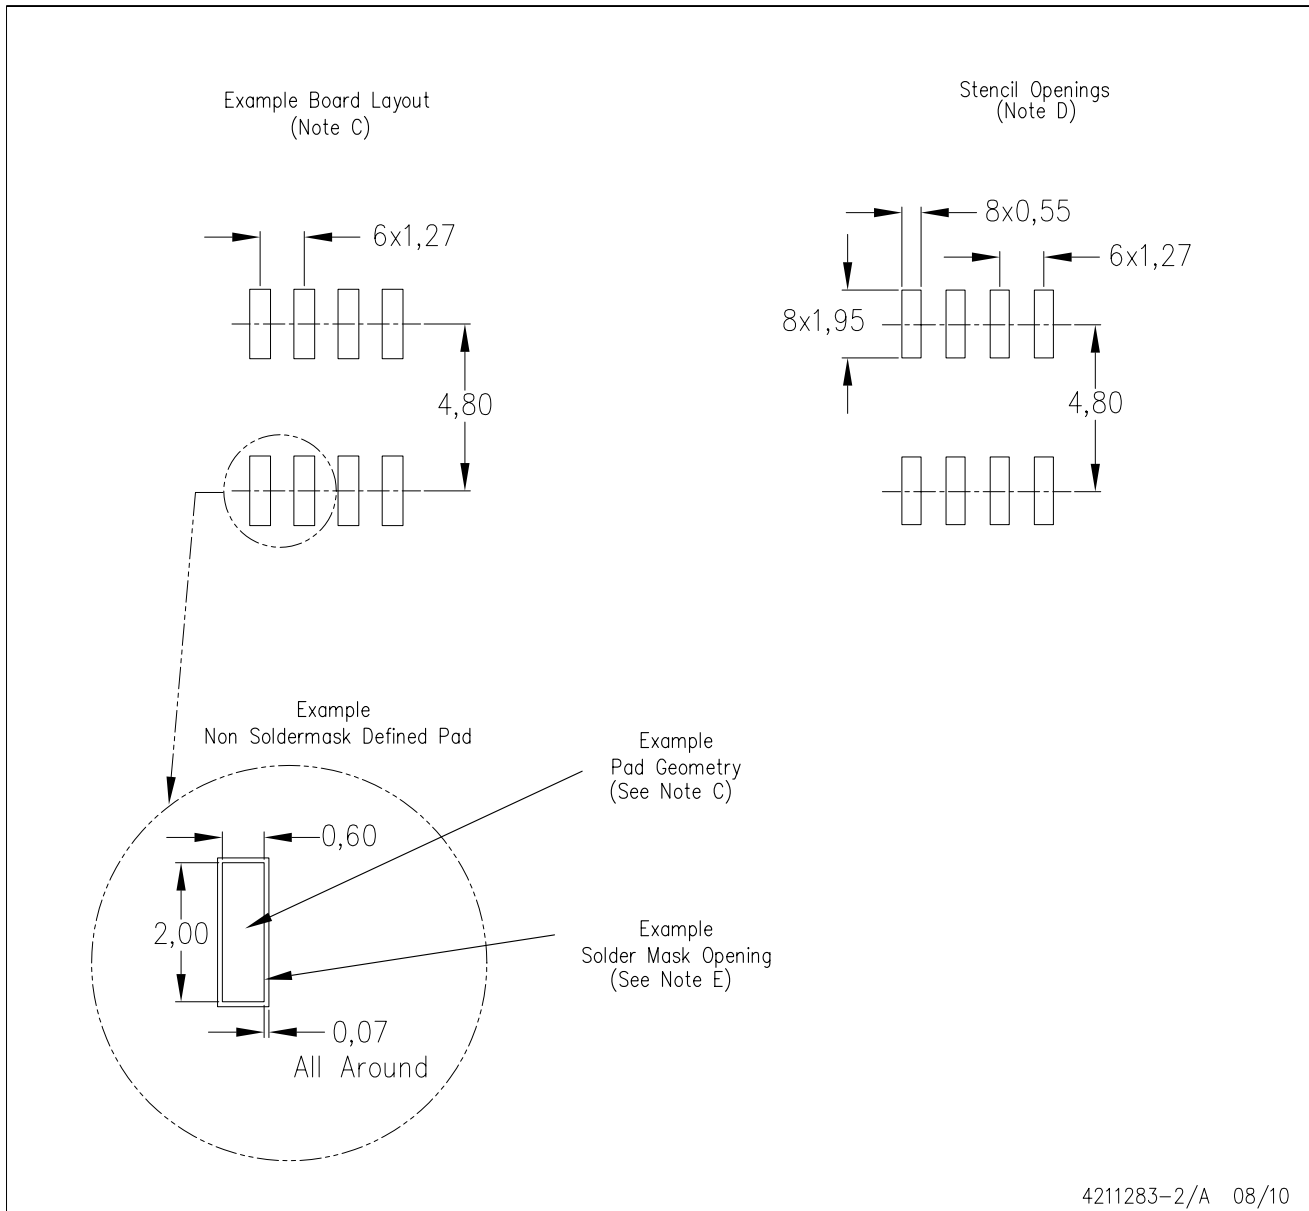 Example Board Layout
(Note C)
6x1,27
4,80
Stencil Openings
(Note D)
8x0,55
6x1,27
8x1,95
4,80
Example
Non Soldermask Defined Pad
Example
Pad Geometry
(See Note C)
0,60
2,00
Example
Solder Mask Opening
(See Note E)
0,07
All Around
4211283-2/A 08/10